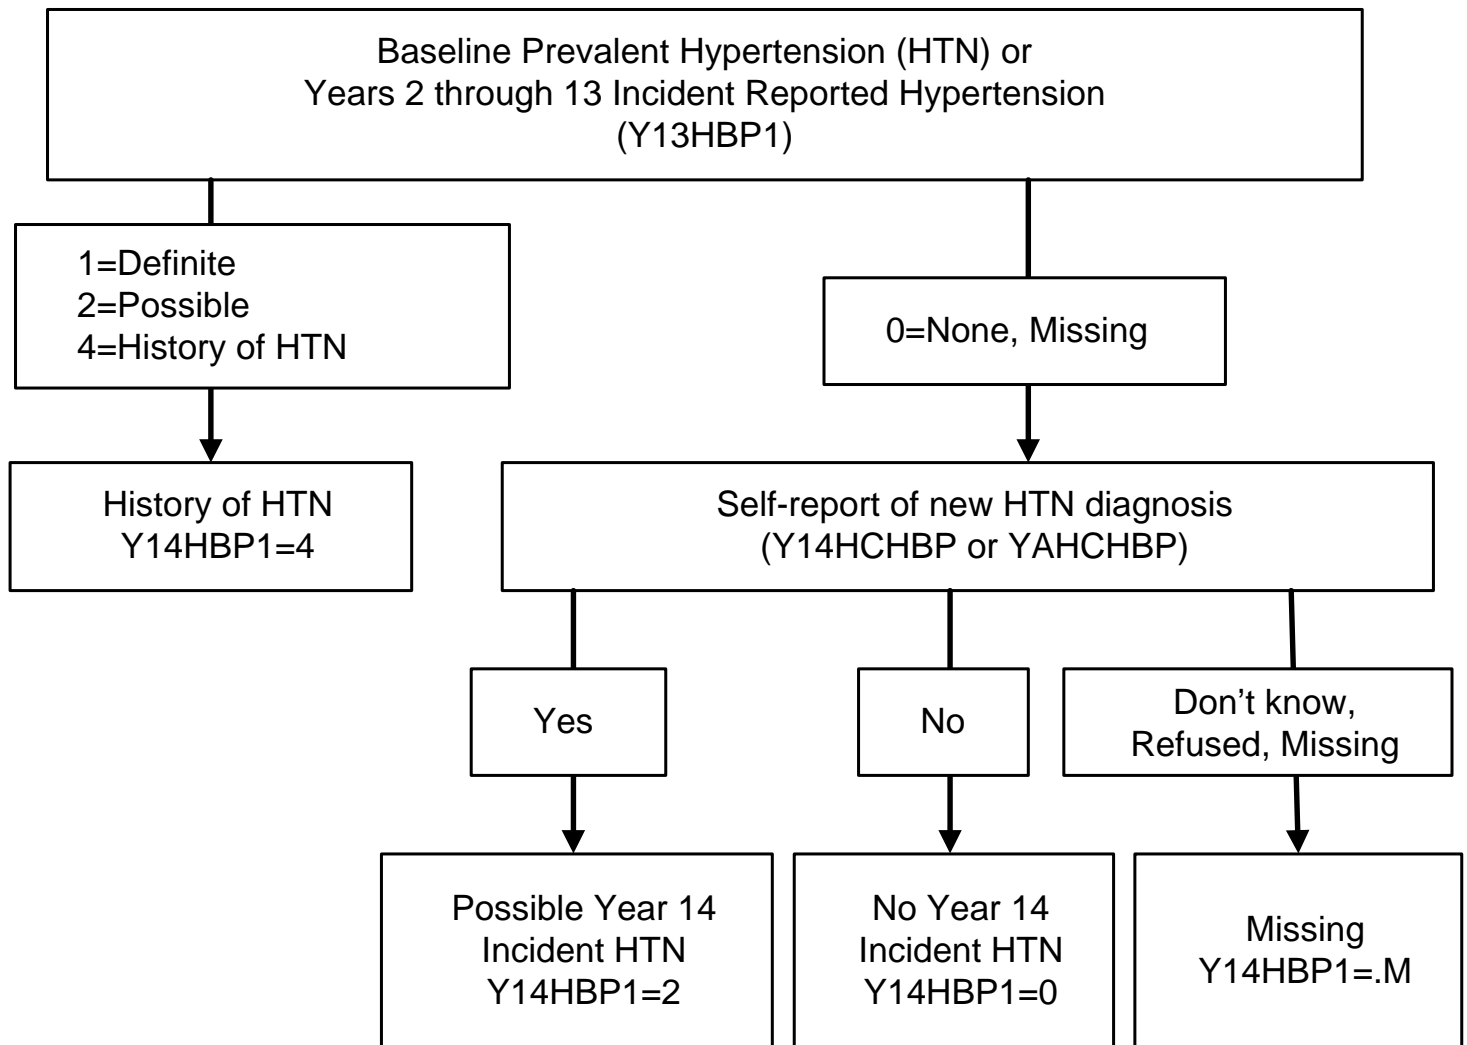 Baseline Prevalent Hypertension (HTN) or
Years 2 through 13 Incident Reported Hypertension
(Y13HBP1)
1=Definite
2=Possible
4=History of HTN
0=None, Missing
History of HTN
Y14HBP1=4
Self-report of new HTN diagnosis
(Y14HCHBP or YAHCHBP)
Yes
No
Don’t know,
Refused, Missing
Possible Year 14
Incident HTN
Y14HBP1=2
No Year 14
Incident HTN
Y14HBP1=0
Missing
Y14HBP1=.M